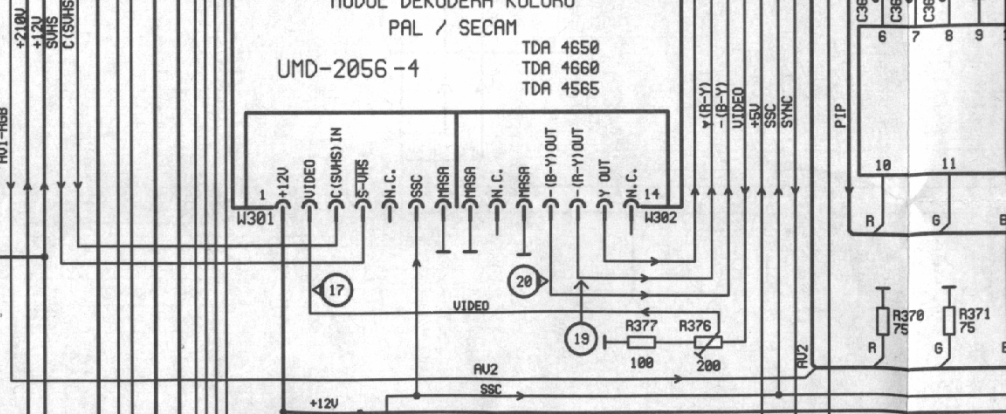 MODUŁ DEKODERA KOLORU
PAL / SECAM
UMD-2056-4
TDA 4650
TDA 4660
TDA 4565
+210V
+12V
SVHS
C(SVHS)
AV1-RGB
1
+12V
VIDEO
C(SVHS)IN
S-VHS
N.C.
SSC
MASA
MASA
N.C.
MASA
-(B-Y)OUT
-(R-Y)OUT
Y OUT
N.C.
14
W301
W302
(R-Y)
-(B-Y)
VIDEO
+5V
SSC
SYNC
PIP
6
7
8
9
10
11
R
G
17
20
19
VIDEO
R377
100
R376
200
R370
75
R371
75
R
G
AV2
AV2
SSC
+12V